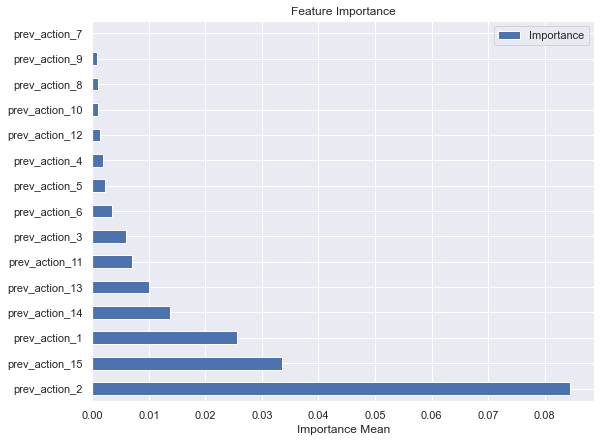 Feature Importance
Importance
prev_action_7
prev_action_9
prev_action_8
prev_action_10
prev_action_12
prev_action_4
prev_action_5
prev_action_6
prev_action_3
prev_action_11
prev_action_13
prev_action_14
prev_action_1
prev_action_15
prev_action_2
0.00 0.01 0.02 0.03 0.04 0.05 0.06 0.07 0.08
Importance Mean